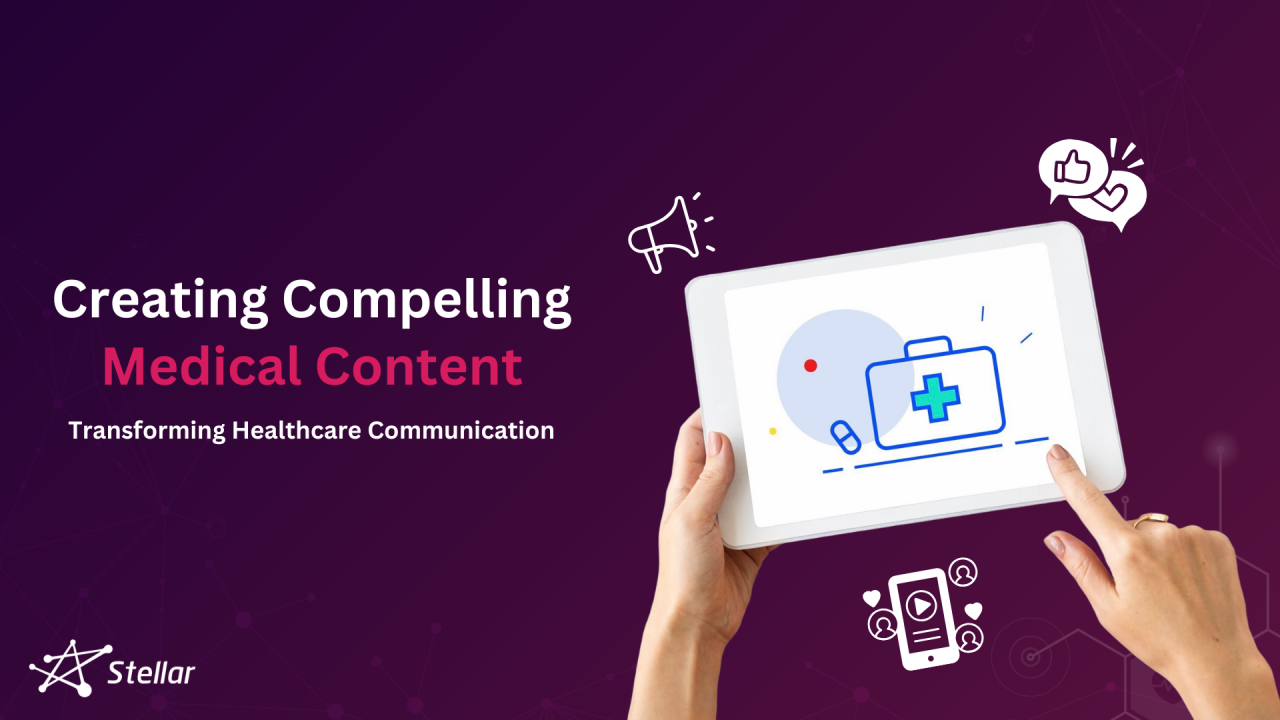 Creating Compelling
Medical Content
Transforming Healthcare Communication
Stellar